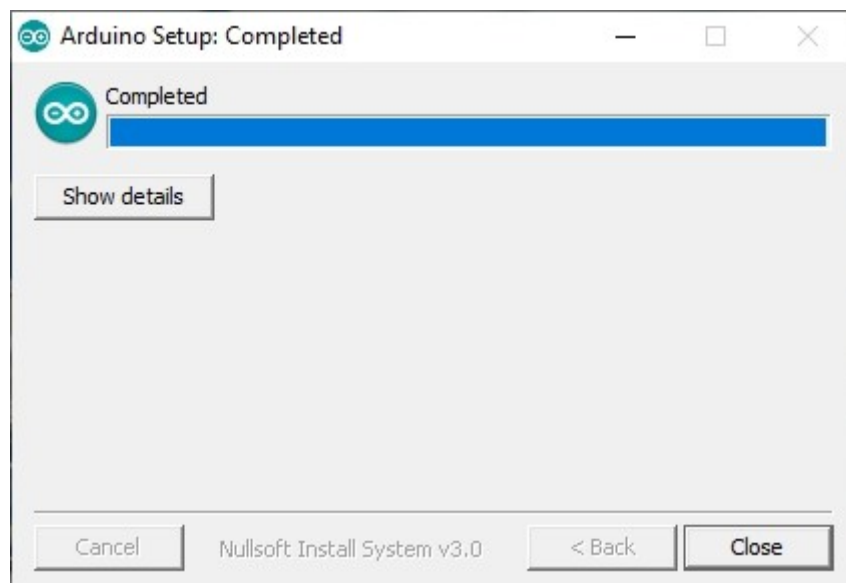 Arduino Setup: Completed
Completed
Show details
Cancel
Nullsoft Install System v3.0
< Back
Close